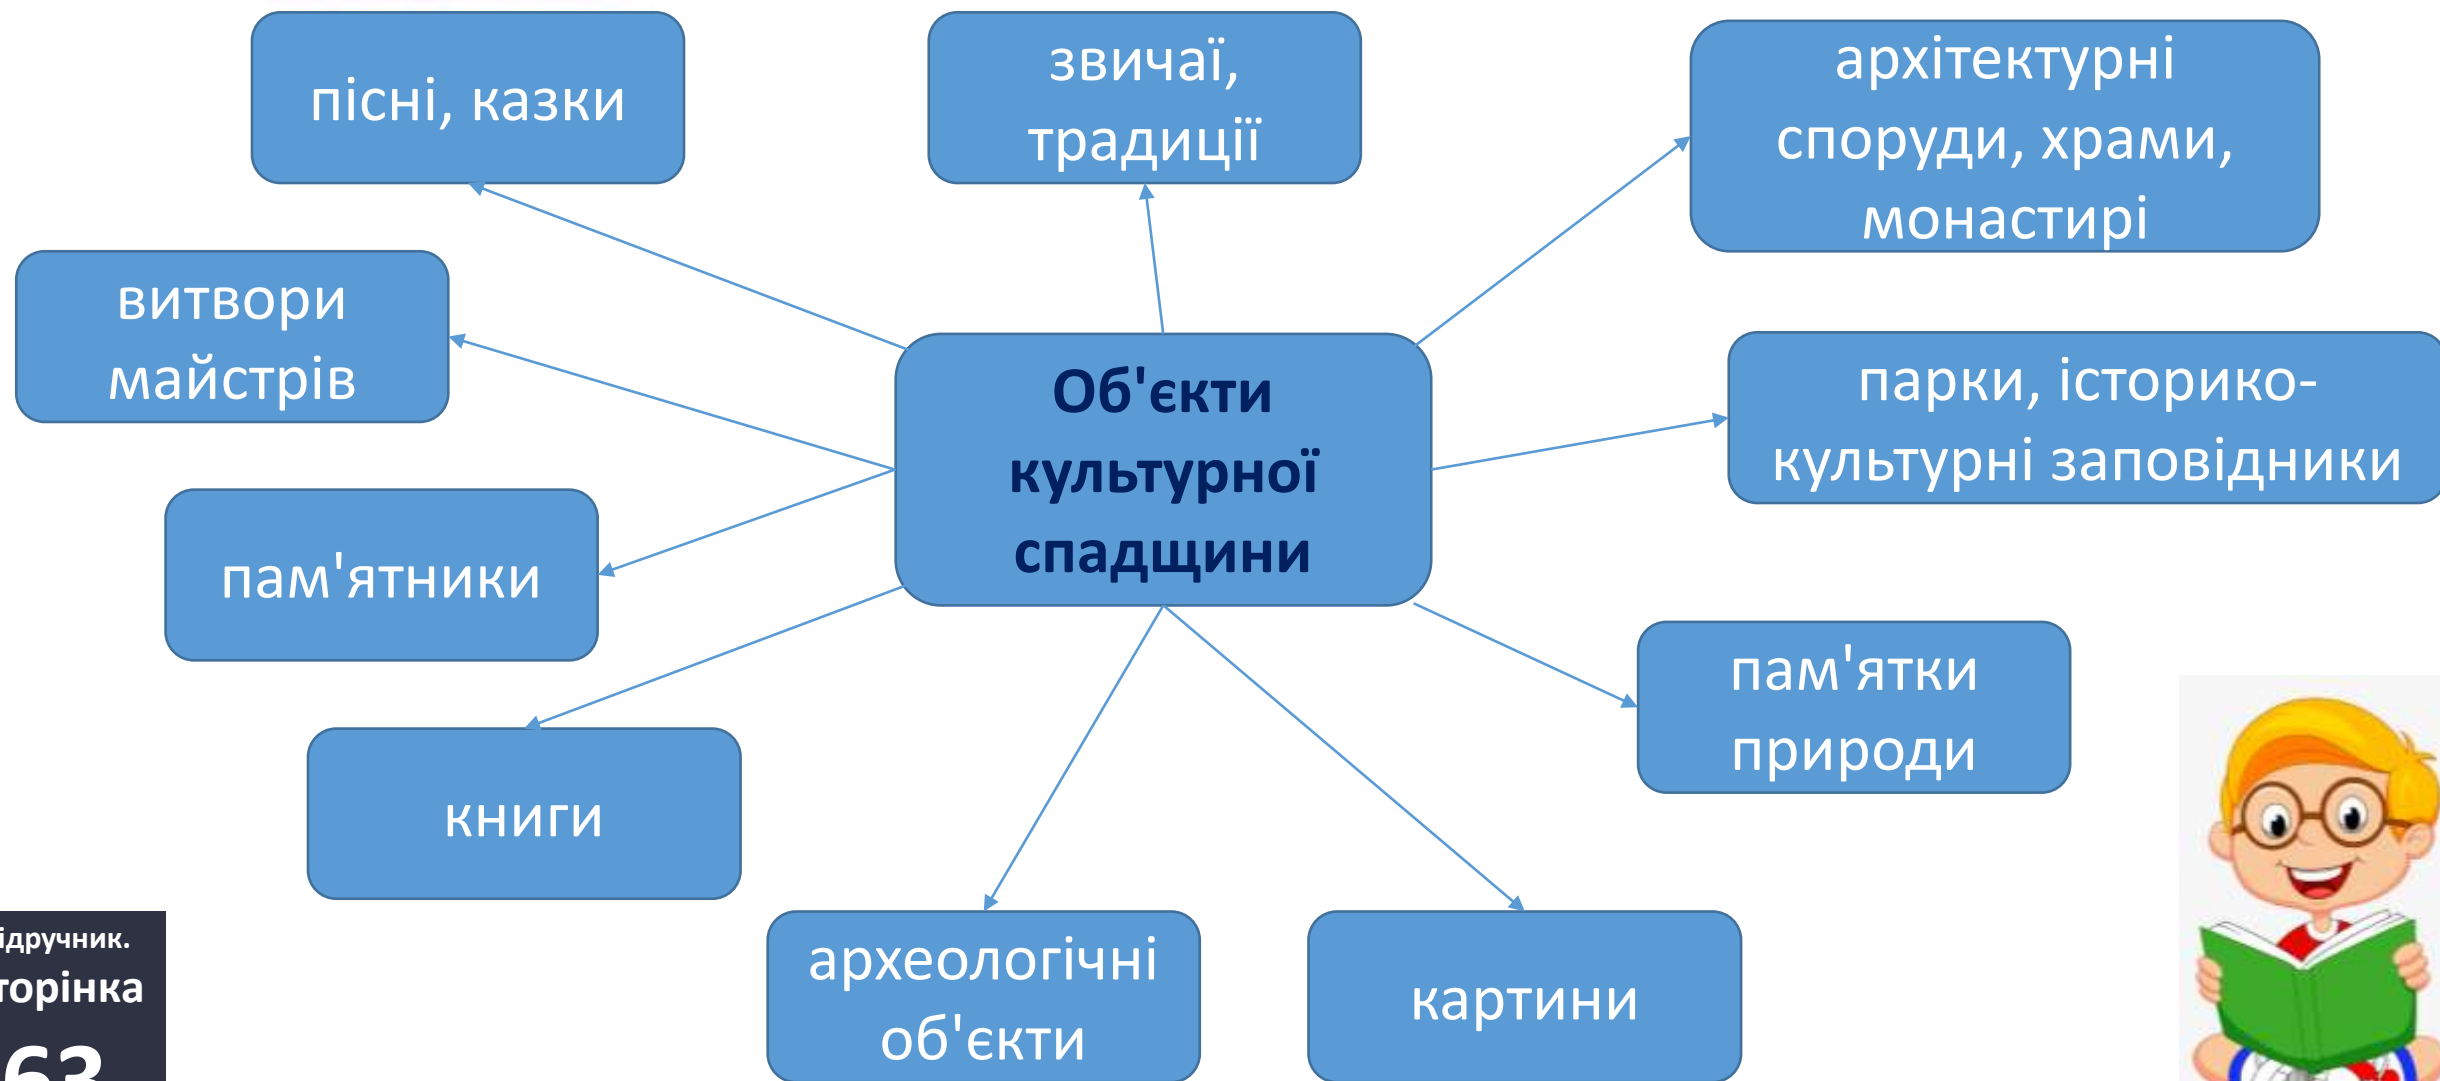 пісні, казки
звичаї,
традиції
архітектурні
споруди, храми,
монастирі
витвори
майстрів
Об'єкти
культурної
спадщини
парки, історико-
культурні заповідники
пам'ятники
пам'ятки
природи
книги
археологічні
об'єкти
картини
ідручник.
торінка
63